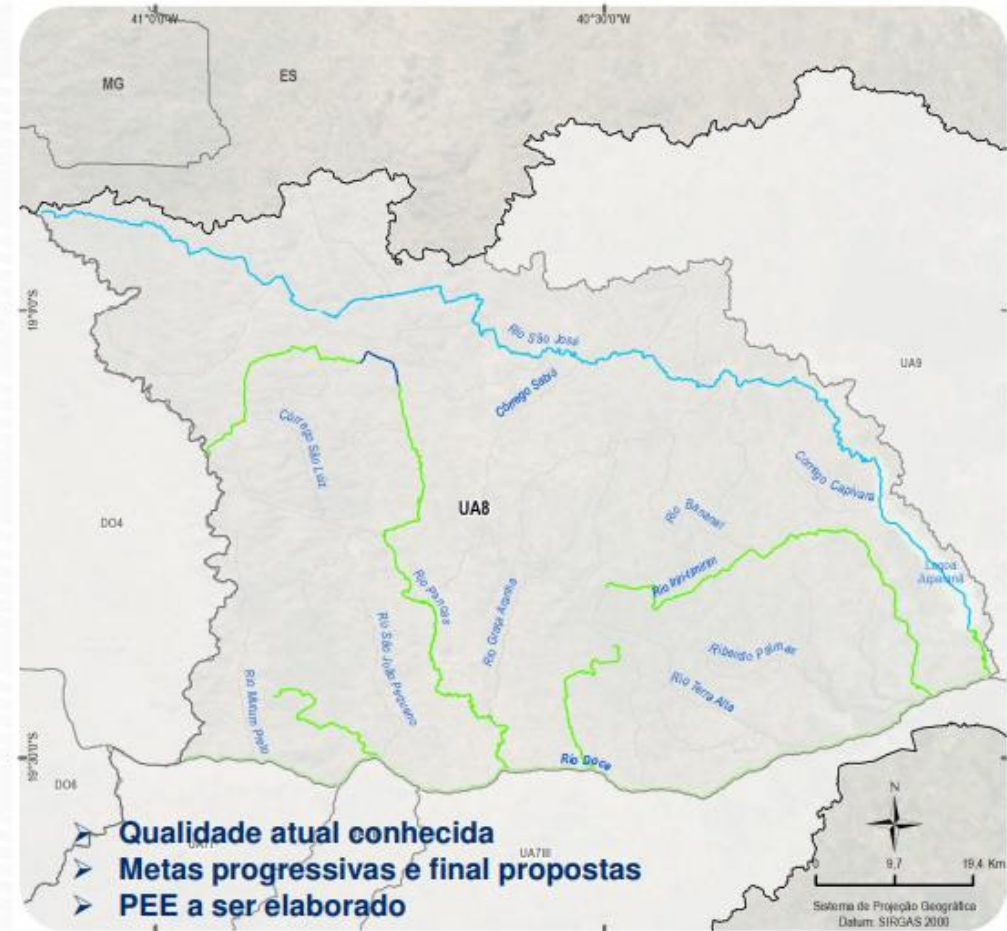 41°0'0"W
40°30'0"W
MG
ES
19°0'0"S
Rio São José
UA9
Córrego Sabiá
Córrego São Luiz
Córrego Capivara
UA8
Rio Bananal
DO4
Lagoa
Juparanã
Rio Pancas
Rio Graça Aranha
Ribeirão Palmas
Rio São João Pequeno
Rio Terra Alta
Rio Mutum Preto
19°30'0"S
Rio Doce
DO6
N
➢ Qualidade atual conhecida
UA7III
➢ Metas progressivas e final propostas
0 9,7 19,4 Km
➢ PEE a ser elaborado
Sistema de Projeção Geográfica
Datum: SIRGAS 2000